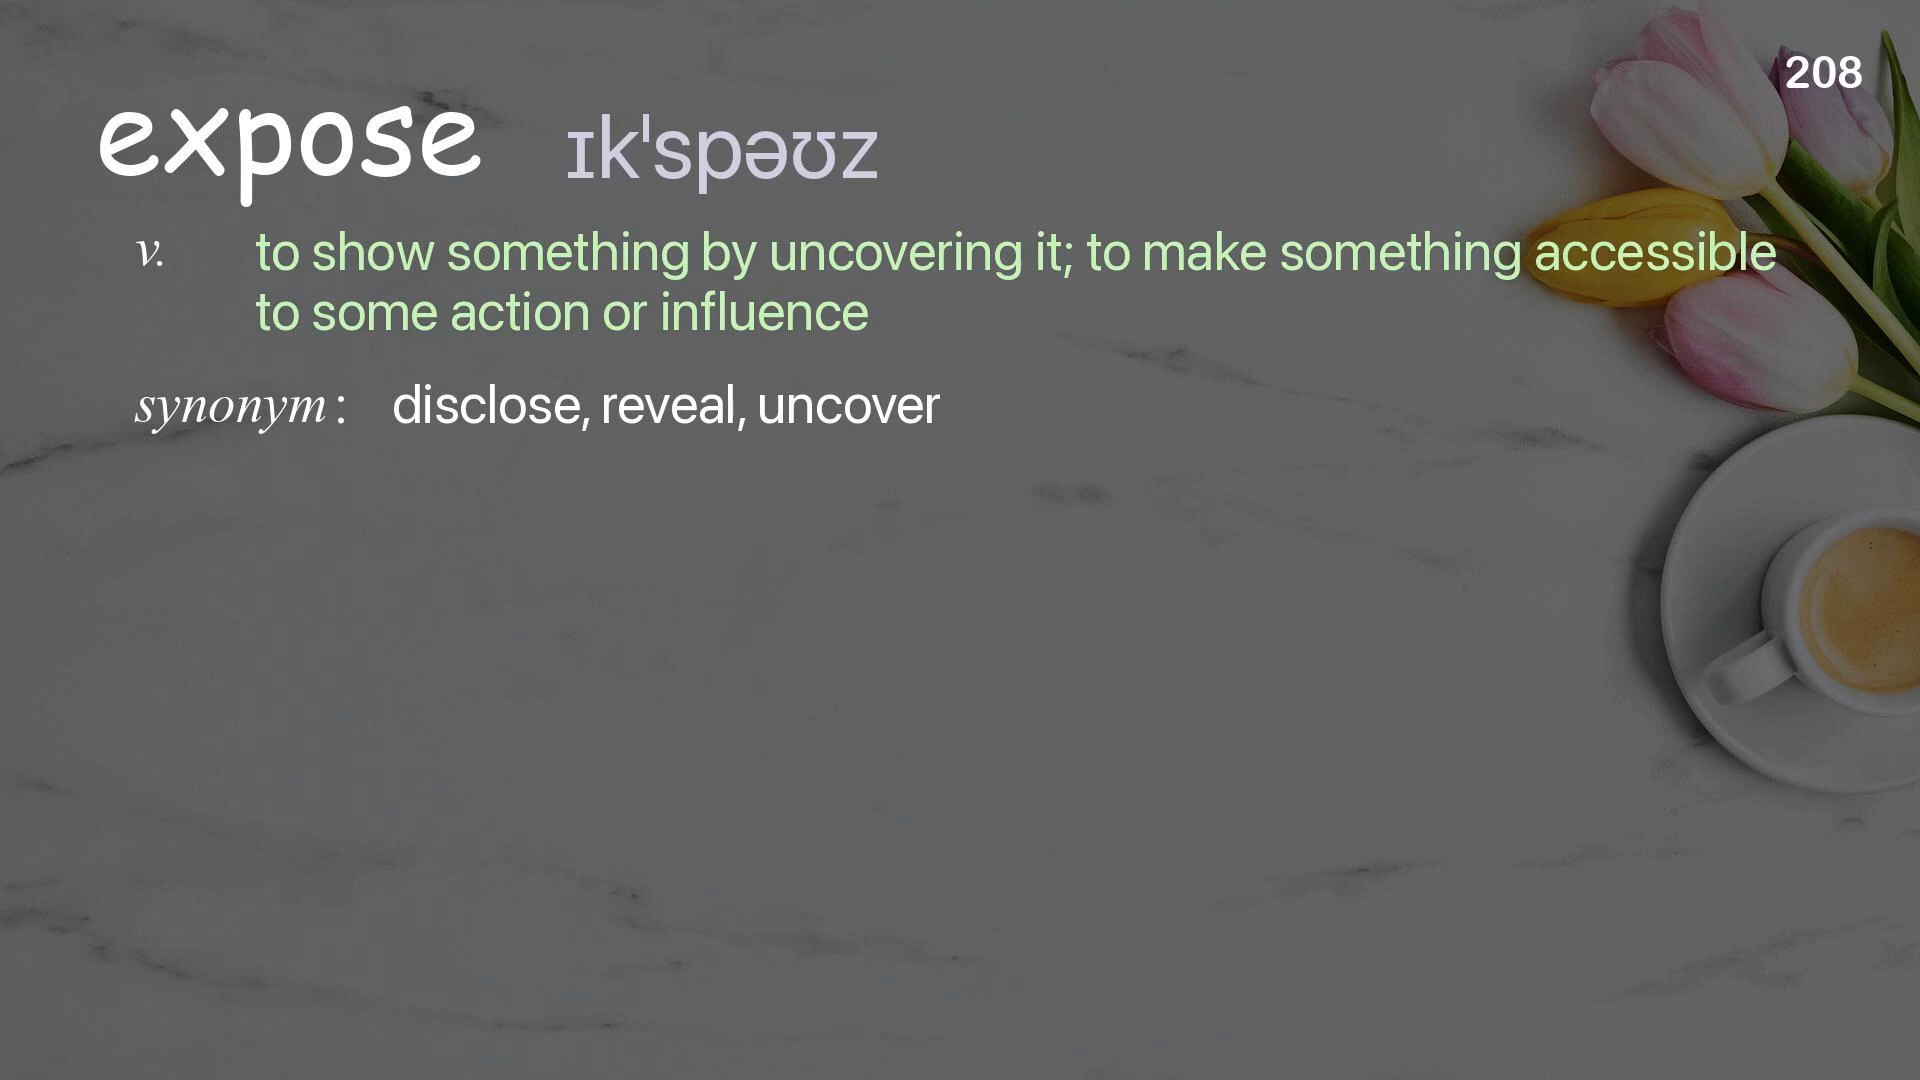 208
expose ɪkˈspəʊz
v. to show something by uncovering it; to make something accessible
to some action or influence
synonym : disclose, reveal, uncover